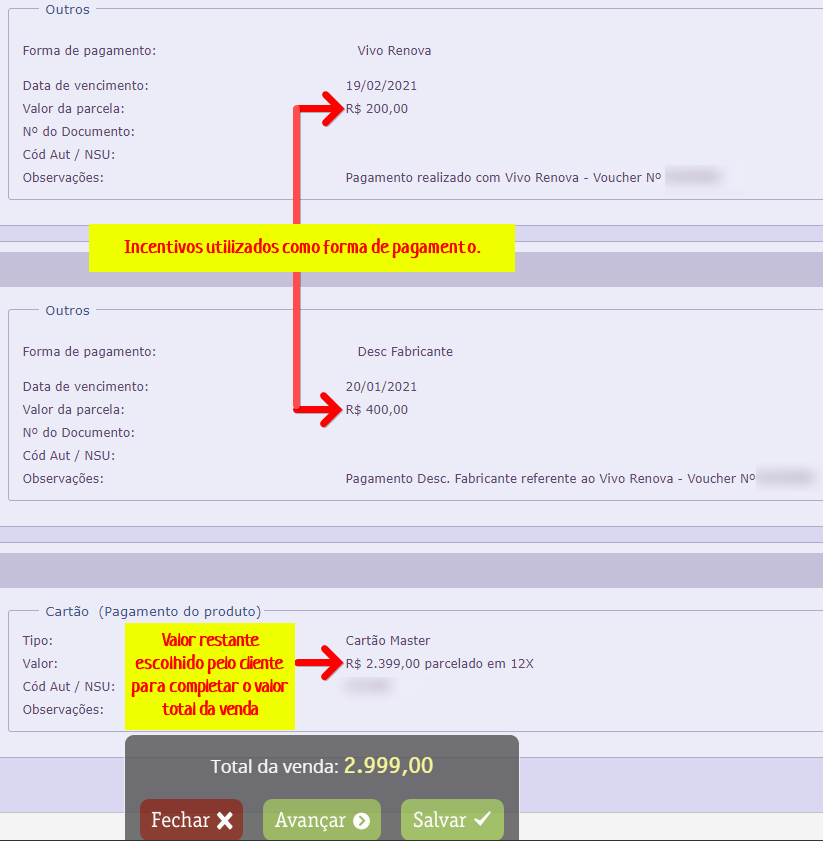 Outros
Forma de pagamento: Vivo Renova
Data de vencimento: 19/02/2021
Valor da parcela: R$ 200,00
Nº do Documento:
Cód Aut / NSU:
Observações: Pagamento realizado com Vivo Renova - Voucher Nº
Incentivos utilizados como forma de pagamento.
Outros
Forma de pagamento: Desc Fabricante
Data de vencimento: 20/01/2021
Valor da parcela: R$ 400,00
Nº do Documento:
Cód Aut / NSU:
Observações: Pagamento Desc. Fabricante referente ao Vivo Renova - Voucher Nº
Cartão (Pagamento do produto)
Tipo: Cartão Master
Valor: R$ 2.399,00 parcelado em 12X
Cód Aut / NSU:
Observações:
Valor restante
escolhido pelo cliente
para completar o valor
total da venda
Total da venda: 2.999,00
Fechar Avançar Salvar